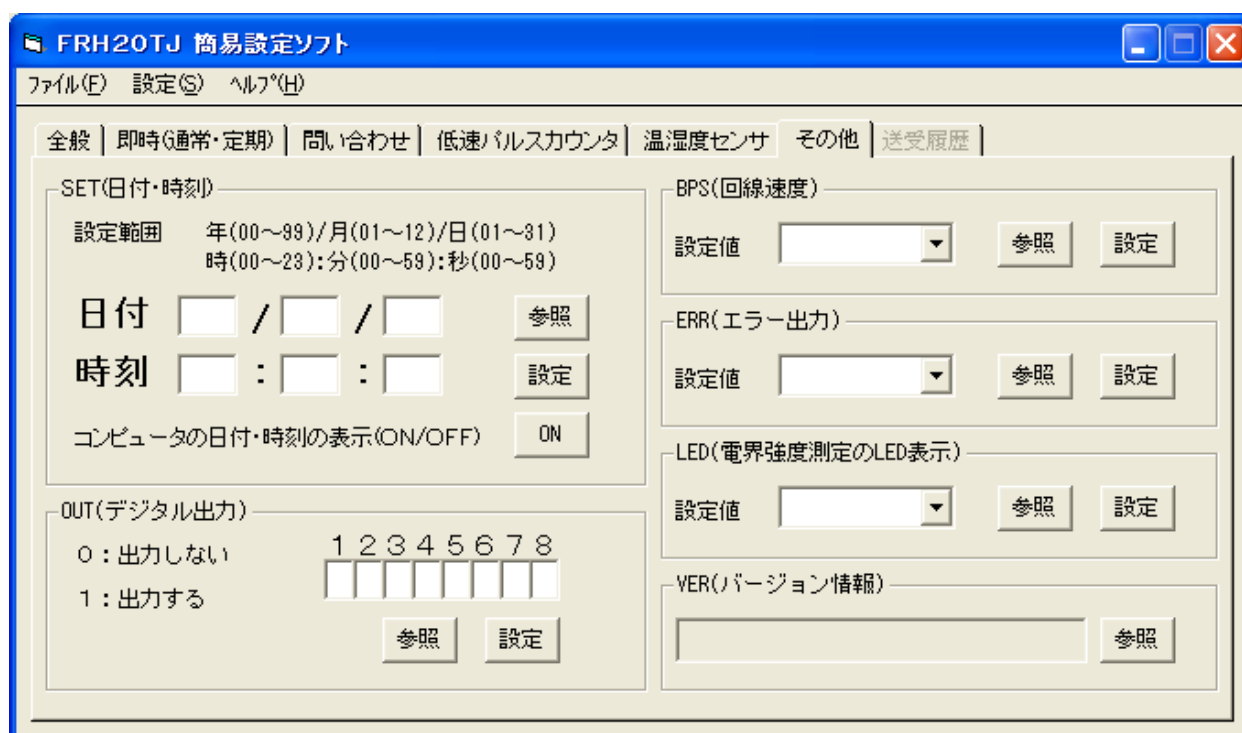 FRH20TJ 簡易設定ソフト
ファイル(F) 設定(S) ヘルプ(H)
全般 即時(通常・定期) 問い合わせ 低速パルスカウンタ 温湿度センサ その他 送受履歴
SET(日付・時刻)
設定範囲 年(00～99)/月(01～12)/日(01～31)
時(00～23):分(00～59):秒(00～59)
日付 / / 参照
時刻 : : 設定
コンピュータの日付・時刻の表示(ON/OFF) ON
OUT(デジタル出力)
0：出力しない 1 2 3 4 5 6 7 8
1：出力する
参照 設定
BPS(回線速度)
設定値 参照 設定
ERR(エラー出力)
設定値 参照 設定
LED(電界強度測定のLED表示)
設定値 参照 設定
VER(バージョン情報)
参照